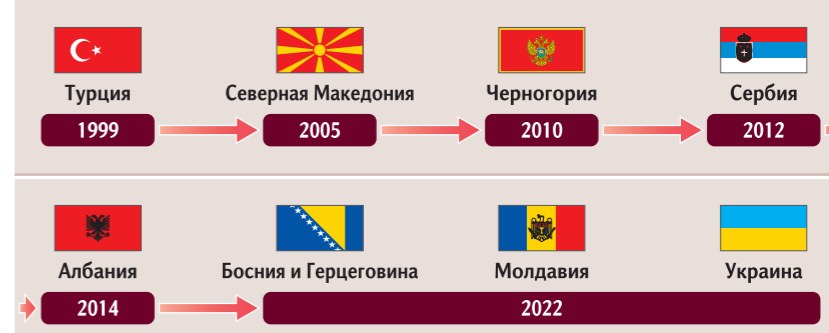 Турция
Северная Македония
Черногория
Сербия
1999
2005
2010
2012
Албания
Босния и Герцеговина
Молдавия
Украина
2014
2022